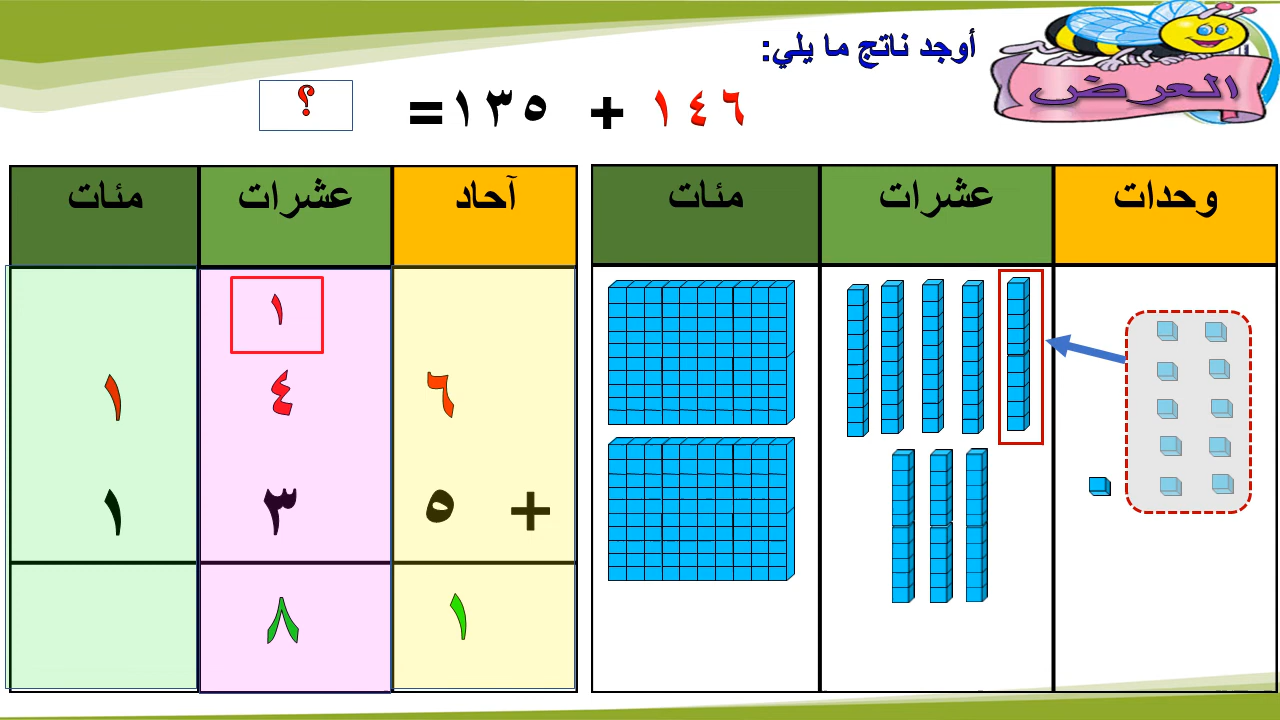 العرض
أوجد ناتج ما يلي:
١٤٦ + ١٣٥ = ؟
وحدات عشرات مئات
آحاد عشرات مئات
١
٦ ٤ ١
+ ٥ ٣ ١
١ ٨